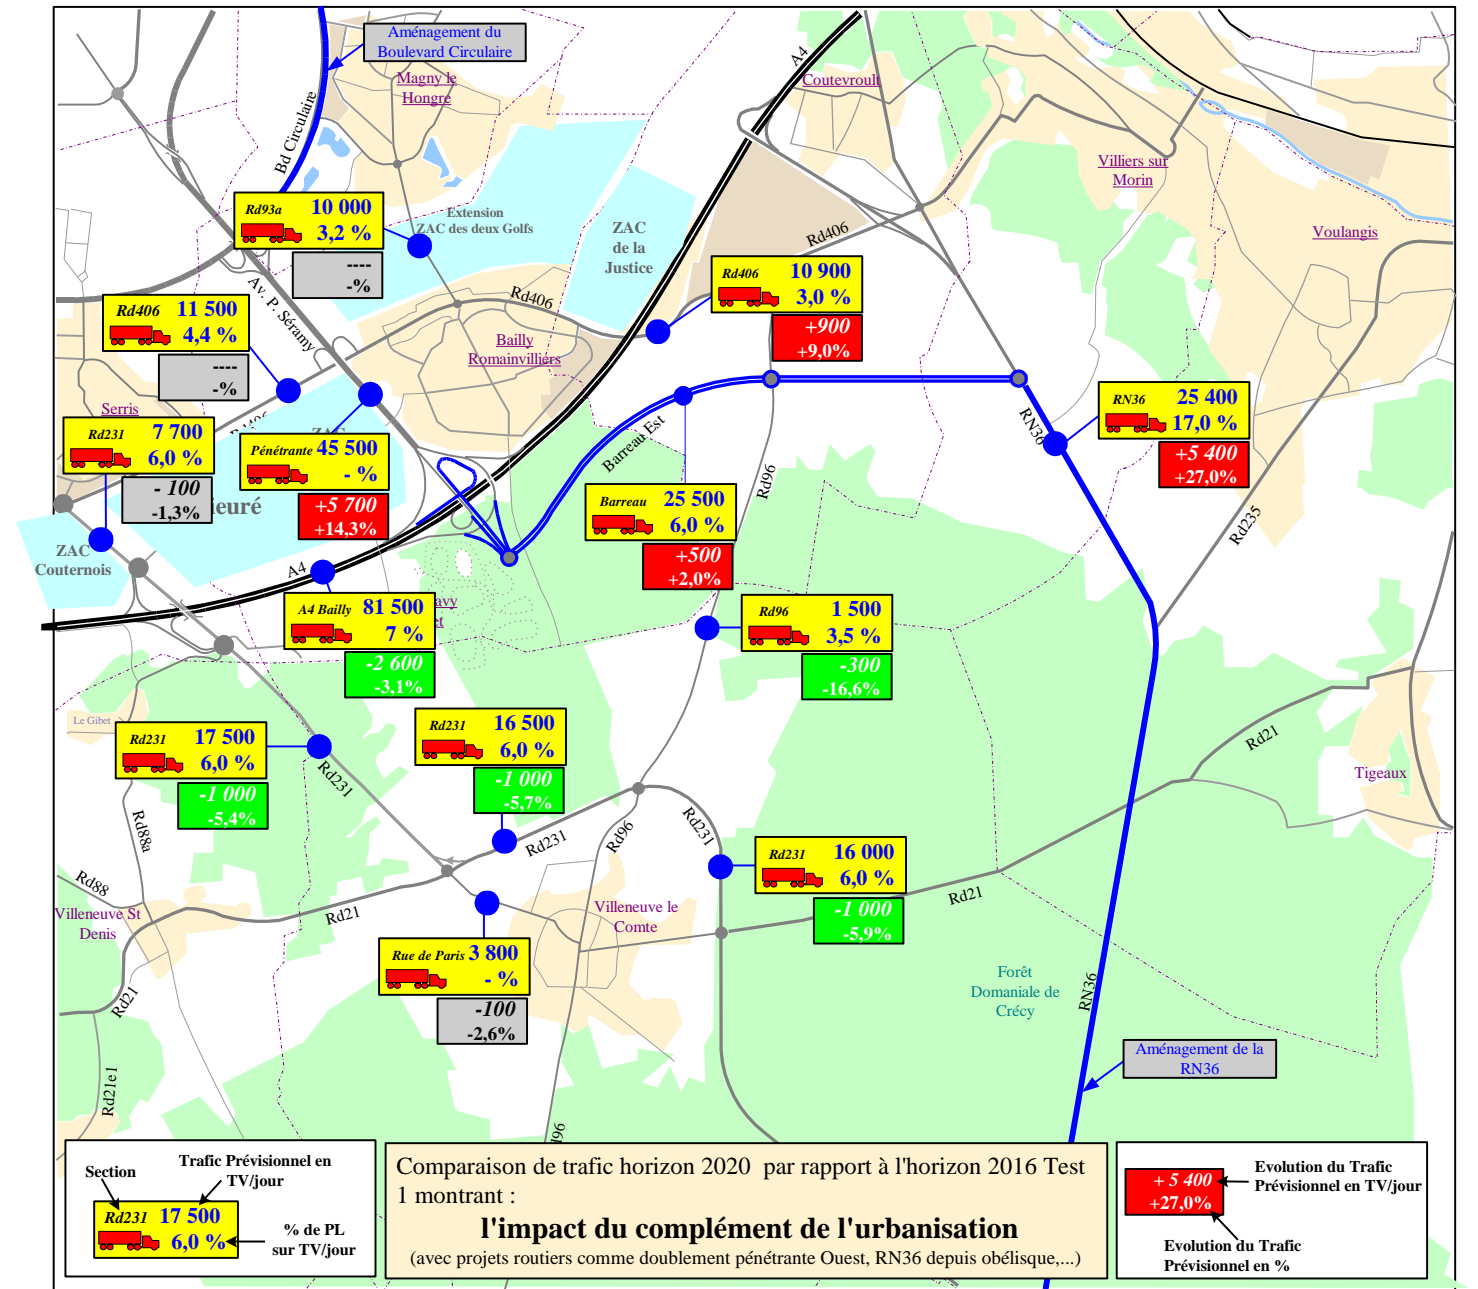 Aménagement du
Boulevard Circulaire
Magny le
Hongre
Bd Circulaire
A4
Coutevroult
Villiers sur
Morin
Voulangis
Rd93a 10 000
3,2 %
----
-%
Extension
ZAC des deux Golfs
ZAC
de la
Justice
Rd406
Rd406 10 900
3,0 %
+900
+9,0%
Av. P. Séramy
Rd406
Rd406 11 500
4,4 %
----
-%
Bailly
Romainvilliers
Serris
Rd231 7 700
6,0 %
- 100
-1,3%
Pénétrante 45 500
- %
+5 700
+14,3%
Barreau Est
RN36
RN36 25 400
17,0 %
+5 400
+27,0%
Rd96
Barreau 25 500
6,0 %
+500
+2,0%
Rd235
ZAC
Couternois
A4
A4 Bailly 81 500
7 %
-2 600
-3,1%
Rd96 1 500
3,5 %
-300
-16,6%
Le Gibet
Rd231 17 500
6,0 %
-1 000
-5,4%
Rd231
Rd231 16 500
6,0 %
-1 000
-5,7%
Rd21
Tigeaux
Rd88a
Rd231
Rd96
Rd231
Rd231 16 000
6,0 %
-1 000
-5,9%
Rd88
Villeneuve St
Denis
Rd21
Villeneuve le
Comte
Rd21
Rue de Paris 3 800
- %
-100
-2,6%
Rd21
Forêt
Domaniale de
Crécy
RN36
Aménagement de la
RN36
Rd21e1
Section
Trafic Prévisionnel en
TV/jour
Rd231 17 500
6,0 %
% de PL
sur TV/jour
Comparaison de trafic horizon 2020 par rapport à l'horizon 2016 Test
1 montrant :
l'impact du complément de l'urbanisation
(avec projets routiers comme doublement pénétrante Ouest, RN36 depuis obélisque,...)
+ 5 400
+27,0%
Evolution du Trafic
Prévisionnel en TV/jour
Evolution du Trafic
Prévisionnel en %